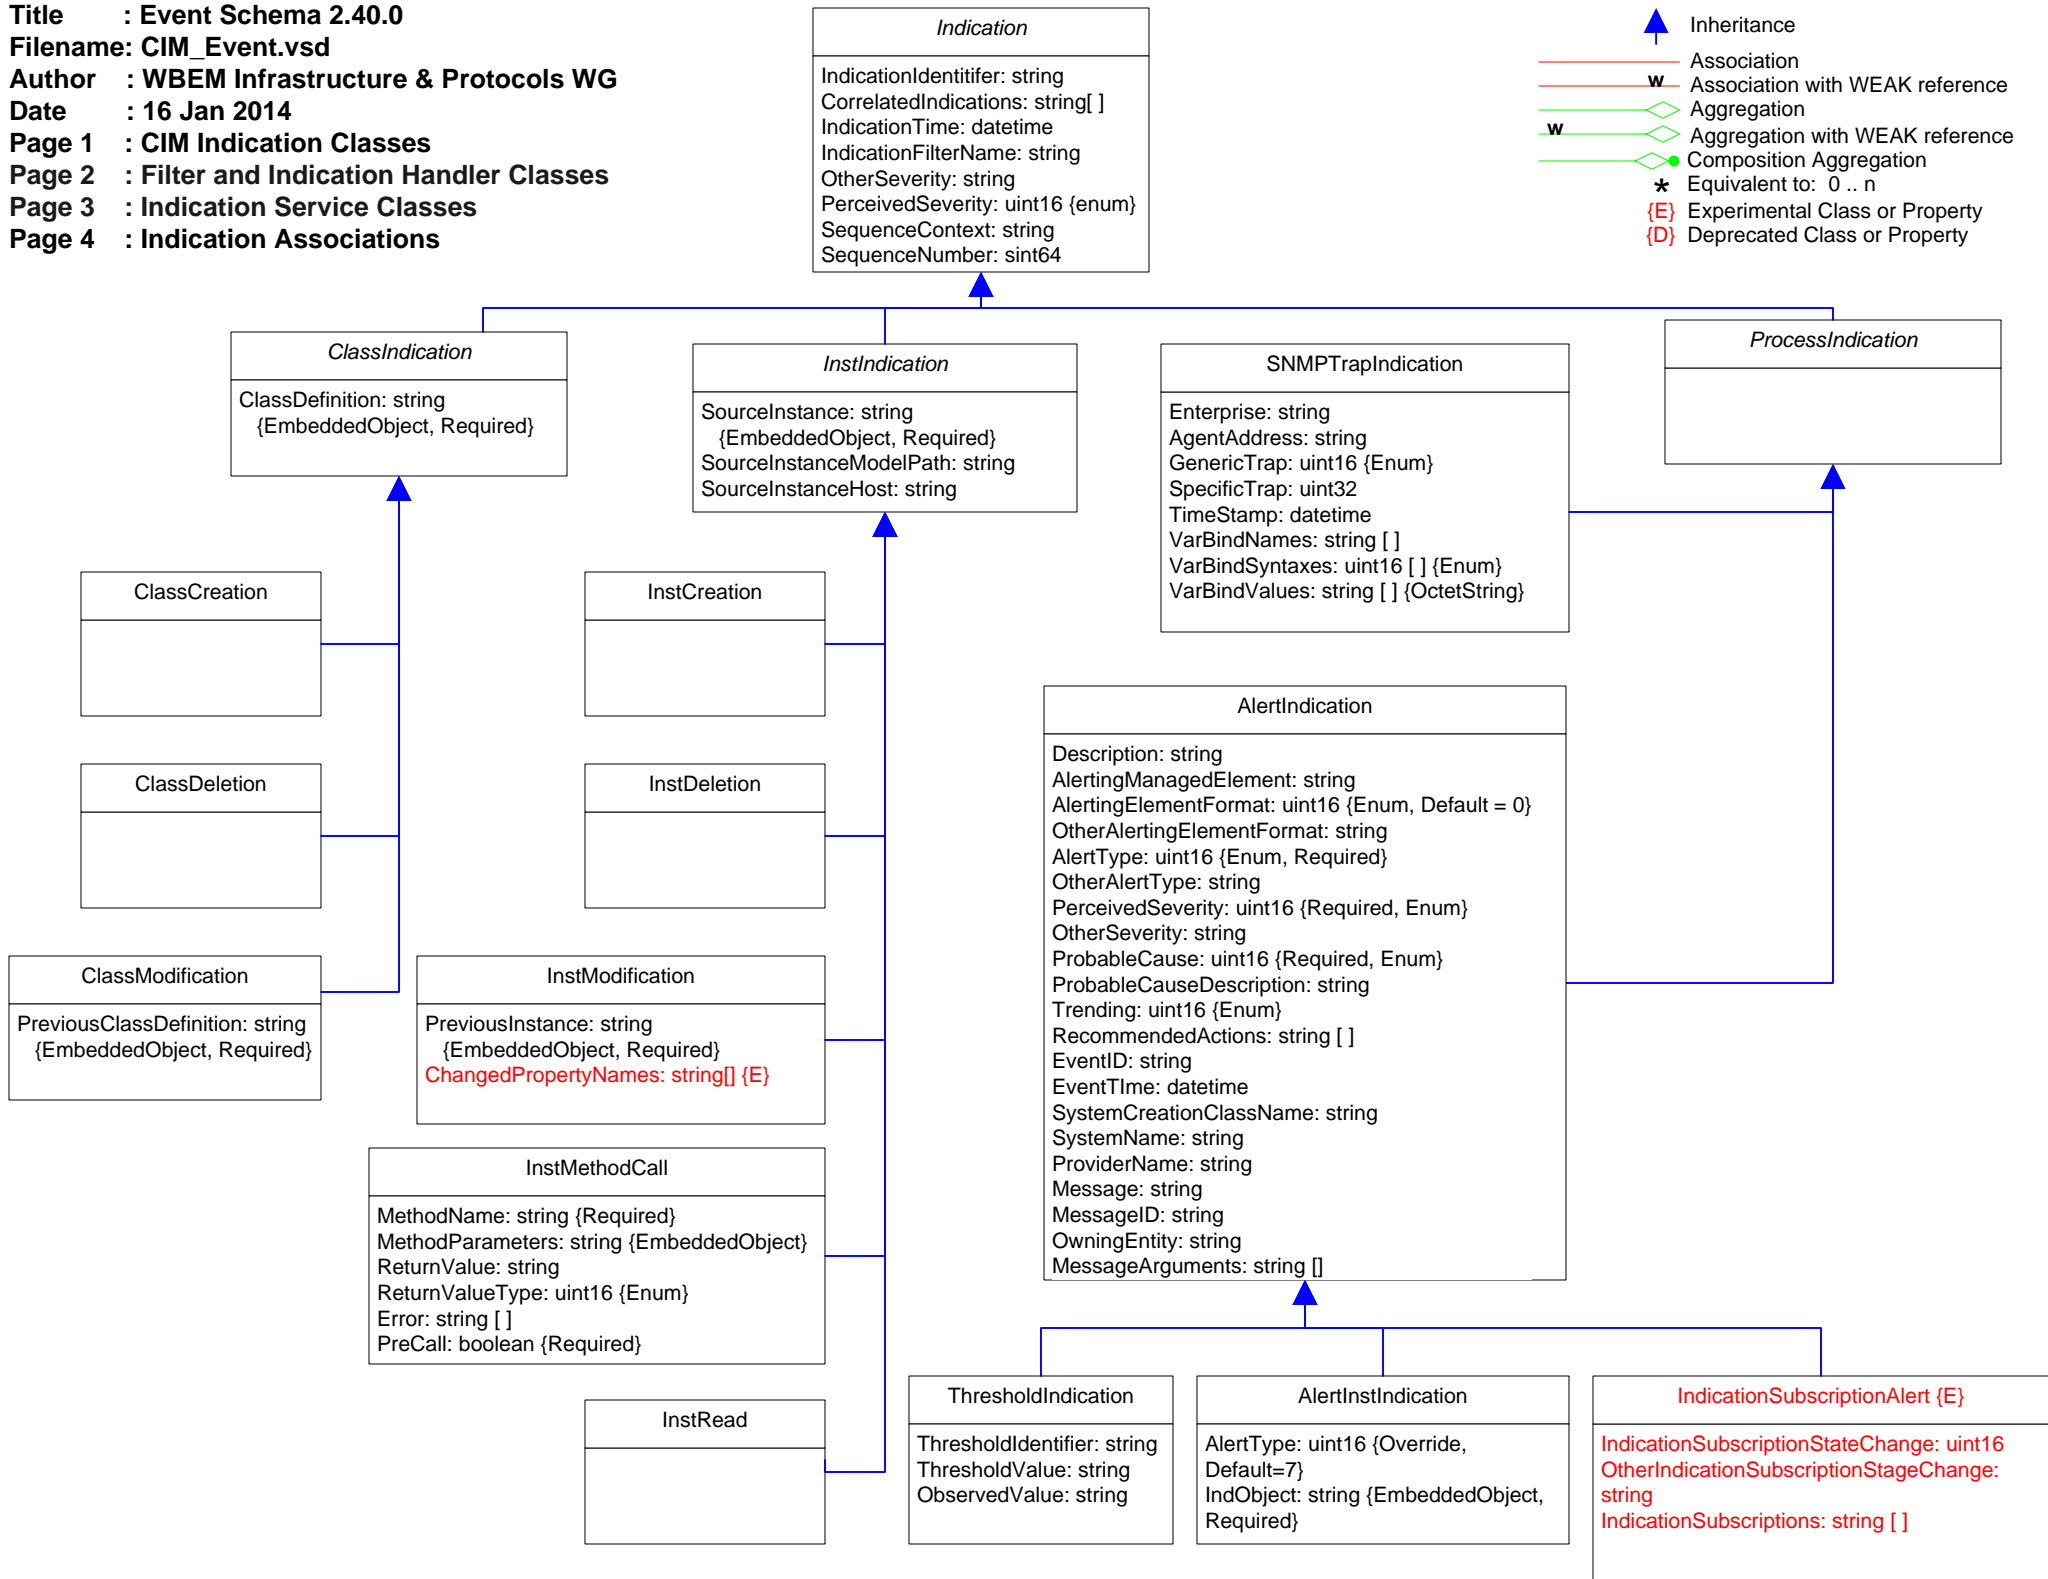 Title : Event Schema 2.40.0
Filename: CIM_Event.vsd
Author : WBEM Infrastructure & Protocols WG
Date : 16 Jan 2014
Page 1 : CIM Indication Classes
Page 2 : Filter and Indication Handler Classes
Page 3 : Indication Service Classes
Page 4 : Indication Associations
Indication
IndicationIdentitifer: string
CorrelatedIndications: string[ ]
IndicationTime: datetime
IndicationFilterName: string
OtherSeverity: string
PerceivedSeverity: uint16 {enum}
SequenceContext: string
SequenceNumber: sint64
Inheritance
Association
w Association with WEAK reference
Aggregation
w Aggregation with WEAK reference
Composition Aggregation
* Equivalent to: 0 .. n
{E} Experimental Class or Property
{D} Deprecated Class or Property
ClassIndication
ClassDefinition: string
{EmbeddedObject, Required}
InstIndication
SourceInstance: string
{EmbeddedObject, Required}
SourceInstanceModelPath: string
SourceInstanceHost: string
SNMPTrapIndication
Enterprise: string
AgentAddress: string
GenericTrap: uint16 {Enum}
SpecificTrap: uint32
TimeStamp: datetime
VarBindNames: string [ ]
VarBindSyntaxes: uint16 [ ] {Enum}
VarBindValues: string [ ] {OctetString}
ProcessIndication
ClassCreation
InstCreation
ClassDeletion
InstDeletion
AlertIndication
Description: string
AlertingManagedElement: string
AlertingElementFormat: uint16 {Enum, Default = 0}
OtherAlertingElementFormat: string
AlertType: uint16 {Enum, Required}
OtherAlertType: string
PerceivedSeverity: uint16 {Required, Enum}
OtherSeverity: string
ProbableCause: uint16 {Required, Enum}
ProbableCauseDescription: string
Trending: uint16 {Enum}
RecommendedActions: string [ ]
EventID: string
EventTIme: datetime
SystemCreationClassName: string
SystemName: string
ProviderName: string
Message: string
MessageID: string
OwningEntity: string
MessageArguments: string []
ClassModification
PreviousClassDefinition: string
{EmbeddedObject, Required}
InstModification
PreviousInstance: string
{EmbeddedObject, Required}
ChangedPropertyNames: string[] {E}
InstMethodCall
MethodName: string {Required}
MethodParameters: string {EmbeddedObject}
ReturnValue: string
ReturnValueType: uint16 {Enum}
Error: string [ ]
PreCall: boolean {Required}
InstRead
ThresholdIndication
ThresholdIdentifier: string
ThresholdValue: string
ObservedValue: string
AlertInstIndication
AlertType: uint16 {Override,
Default=7}
IndObject: string {EmbeddedObject,
Required}
IndicationSubscriptionAlert {E}
IndicationSubscriptionStateChange: uint16
OtherIndicationSubscriptionStageChange:
string
IndicationSubscriptions: string [ ]